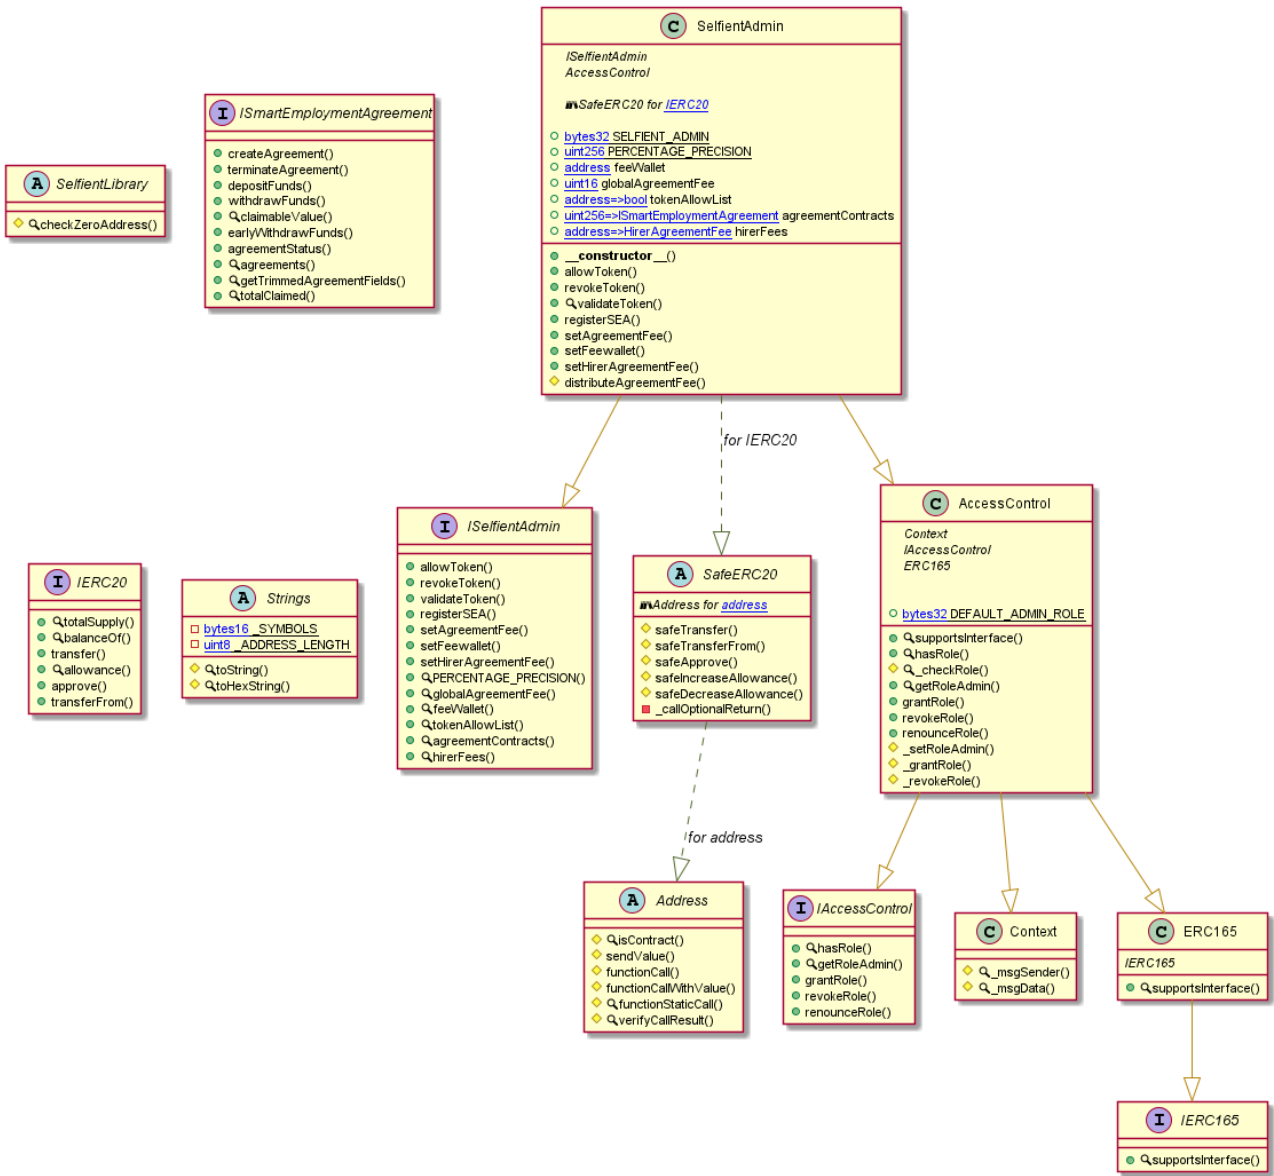 C SelfientAdmin
ISelfientAdmin
AccessControl
SafeERC20 for IERC20
bytes32 SELFIENT_ADMIN
uint256 PERCENTAGE_PRECISION
address feeWallet
uint16 globalAgreementFee
address=>bool tokenAllowList
uint256=>ISmartEmploymentAgreement agreementContracts
address=>HirerAgreementFee hirerFees
__constructor__()
allowToken()
revokeToken()
validateToken()
registerSEA()
setAgreementFee()
setFeewallet()
setHirerAgreementFee()
distributeAgreementFee()
I ISmartEmploymentAgreement
createAgreement()
terminateAgreement()
depositFunds()
withdrawFunds()
claimableValue()
earlyWithdrawFunds()
agreementStatus()
agreements()
getTrimmedAgreementFields()
totalClaimed()
A SelfientLibrary
checkZeroAddress()
for IERC20
I IERC20
totalSupply()
balanceOf()
transfer()
allowance()
approve()
transferFrom()
A Strings
bytes16 _SYMBOLS
uint8 _ADDRESS_LENGTH
toString()
toHexString()
I ISelfientAdmin
allowToken()
revokeToken()
validateToken()
registerSEA()
setAgreementFee()
setFeewallet()
setHirerAgreementFee()
PERCENTAGE_PRECISION()
globalAgreementFee()
feeWallet()
tokenAllowList()
agreementContracts()
hirerFees()
A SafeERC20
Address for address
safeTransfer()
safeTransferFrom()
safeApprove()
safeIncreaseAllowance()
safeDecreaseAllowance()
_callOptionalReturn()
C AccessControl
Context
IAccessControl
ERC165
bytes32 DEFAULT_ADMIN_ROLE
supportsInterface()
hasRole()
_checkRole()
getRoleAdmin()
grantRole()
revokeRole()
renounceRole()
_setRoleAdmin()
_grantRole()
_revokeRole()
for address
A Address
isContract()
sendValue()
functionCall()
functionCallWithValue()
functionStaticCall()
verifyCallResult()
I IAccessControl
hasRole()
getRoleAdmin()
grantRole()
revokeRole()
renounceRole()
C Context
_msgSender()
_msgData()
C ERC165
IERC165
supportsInterface()
I IERC165
supportsInterface()